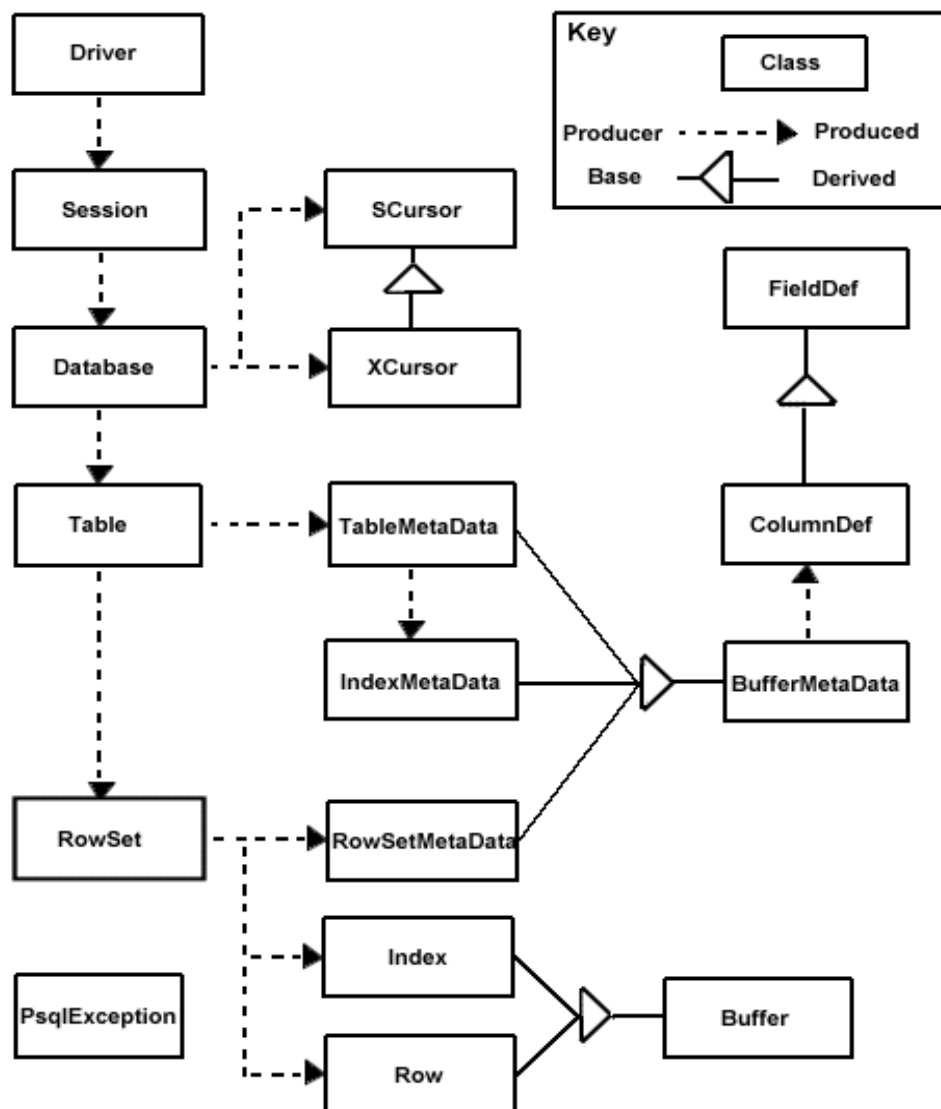 Driver
Key
Class
Producer
Produced
Base
Derived
Session
SCursor
FieldDef
Database
XCursor
Table
TableMetaData
ColumnDef
IndexMetaData
BufferMetaData
RowSet
RowSetMetaData
Index
PsqlException
Buffer
Row